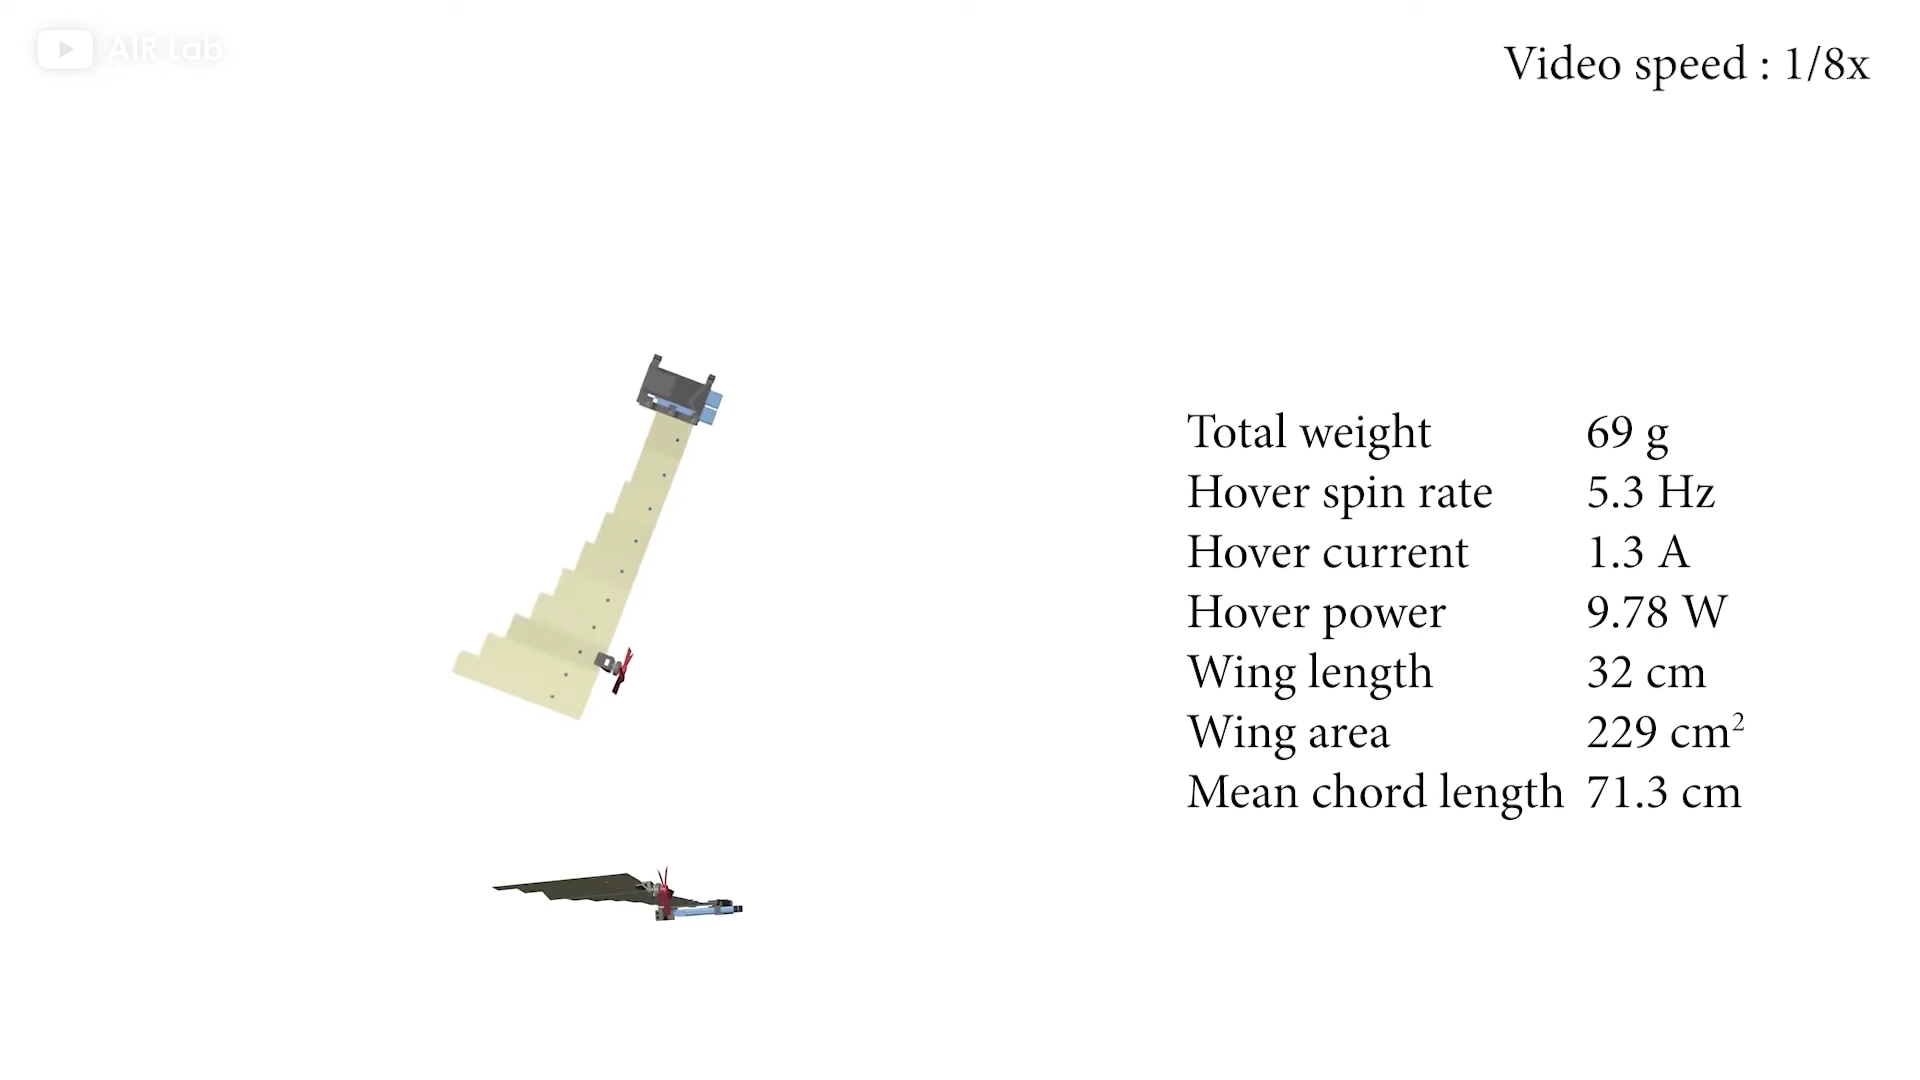 AIR Lab
Video speed : 1/8x
Total weight 69 g
Hover spin rate 5.3 Hz
Hover current 1.3 A
Hover power 9.78 W
Wing length 32 cm
Wing area 229 cm²
Mean chord length 71.3 cm